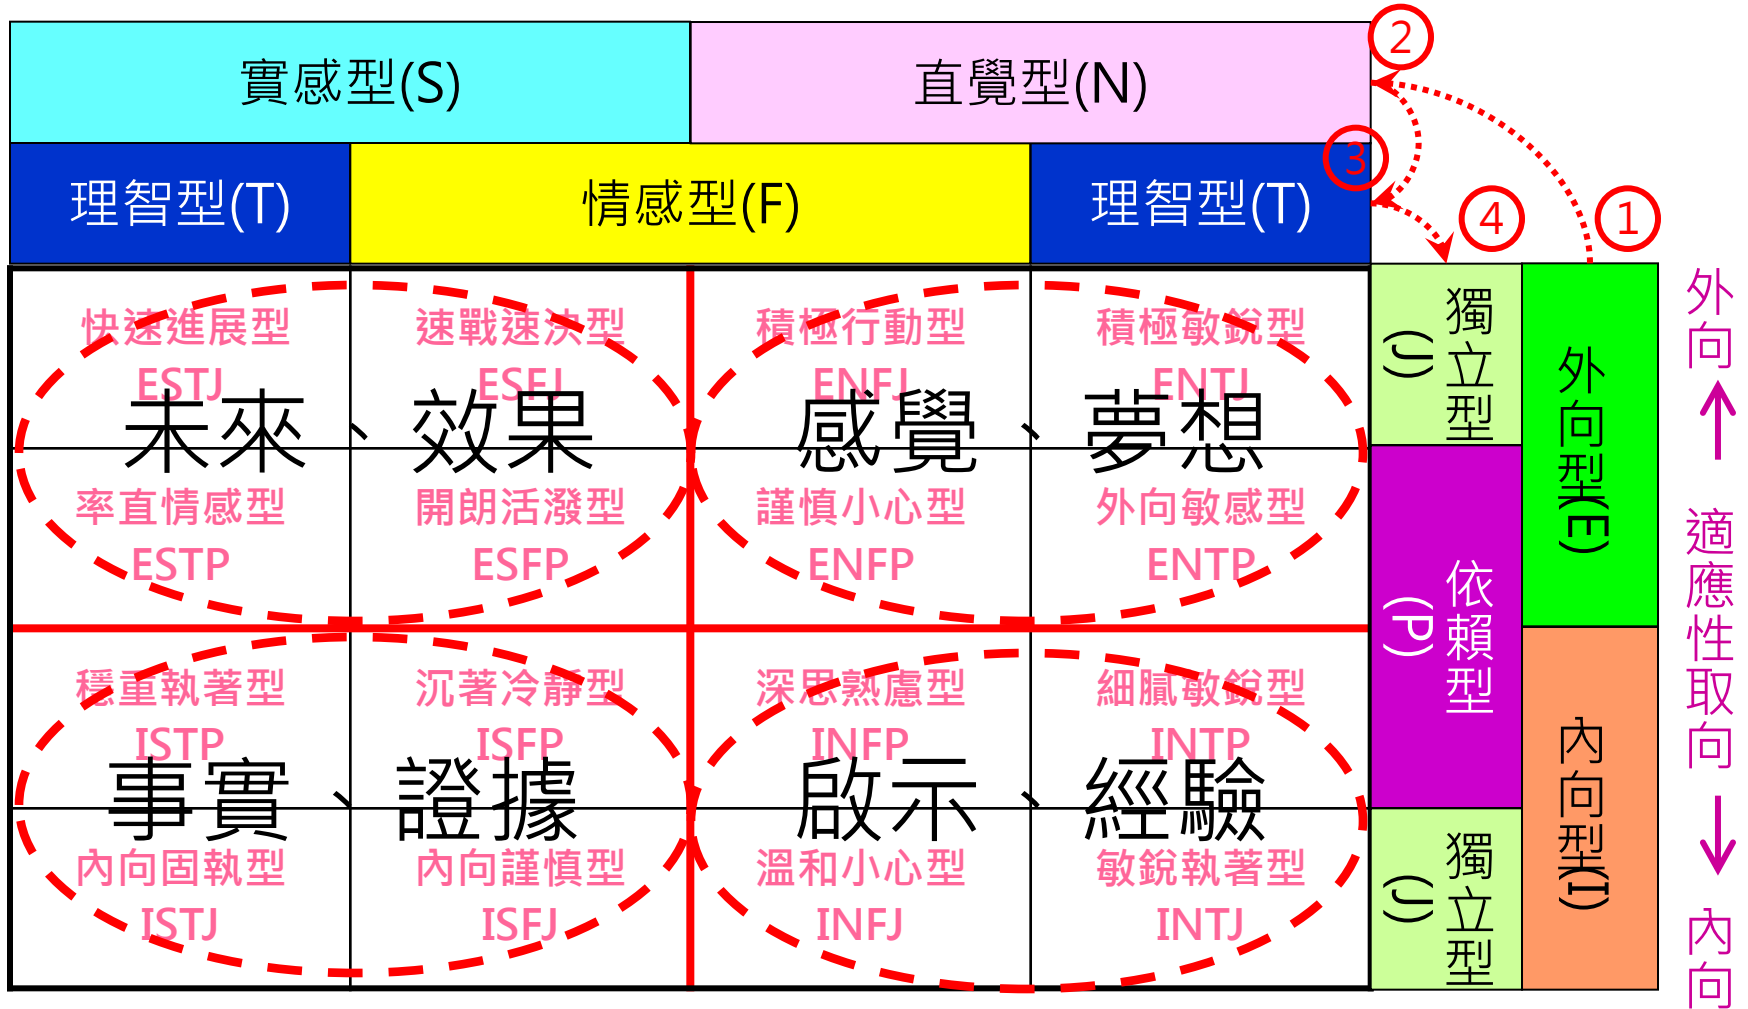 實感型(S)
直覺型(N)
②
理智型(T)
情感型(F)
理智型(T)
③
④
①
快速進展型
ESTJ
速戰速決型
ESFJ
積極行動型
ENFJ
積極敏銳型
ENTJ
未來、效果
感覺、夢想
率直情感型
ESTP
開朗活潑型
ESFP
謹慎小心型
ENFP
外向敏感型
ENTP
穩重執著型
ISTP
沉著冷靜型
ISFP
深思熟慮型
INFP
細膩敏銳型
INTP
事實、證據
啟示、經驗
內向固執型
ISTJ
內向謹慎型
ISFJ
溫和小心型
INFJ
敏銳執著型
INTJ
獨立型
(J)
依賴型
(P)
獨立型
(J)
外向型(E)
內向型(I)
外向
適應性取向
內向